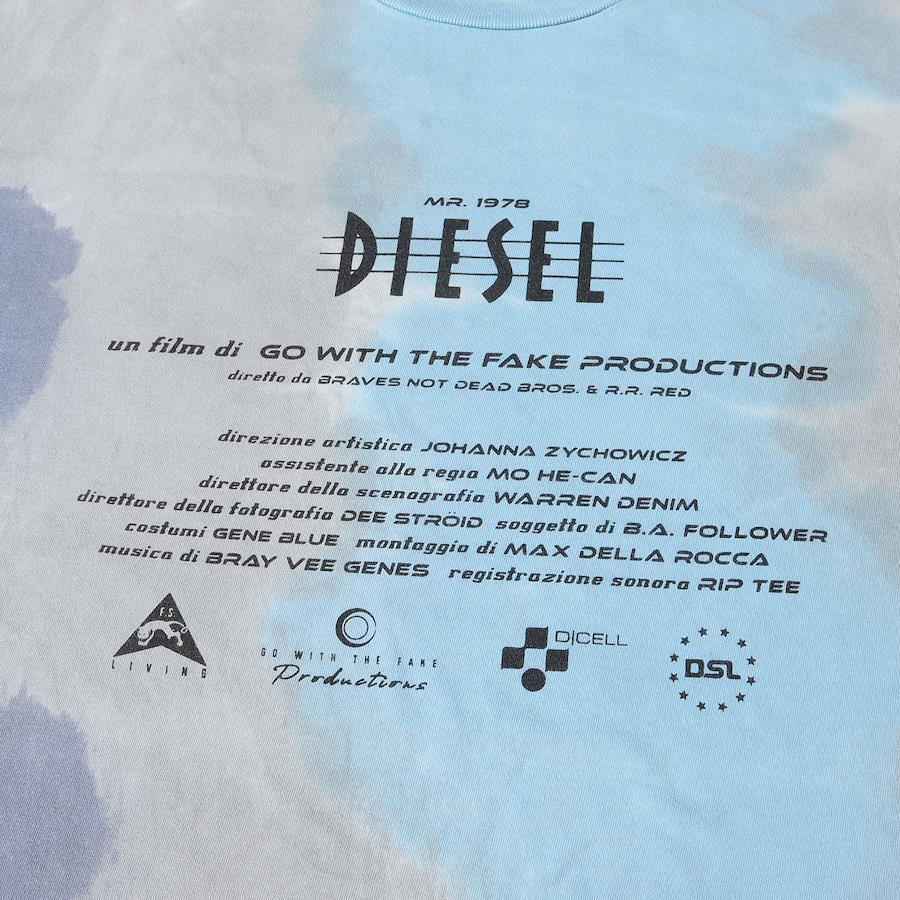 MR. 1978
DIESEL
un film di GO WITH THE FAKE PRODUCTIONS
diretto da BRAVES NOT DEAD BROS. & R.R. RED
direzione artistica JOHANNA ZYCHOWICZ
assistente alla regia MO HE-CAN
direttore della scenografia WARREN DENIM
direttore della fotografia DEE STRÖID soggetto di B.A. FOLLOWER
costumi GENE BLUE montaggio di MAX DELLA ROCCA
musica di BRAY VEE GENES registrazione sonora RIP TEE
F.S.
LIVING
GO WITH THE FAKE
Productions
DICELL
DSL